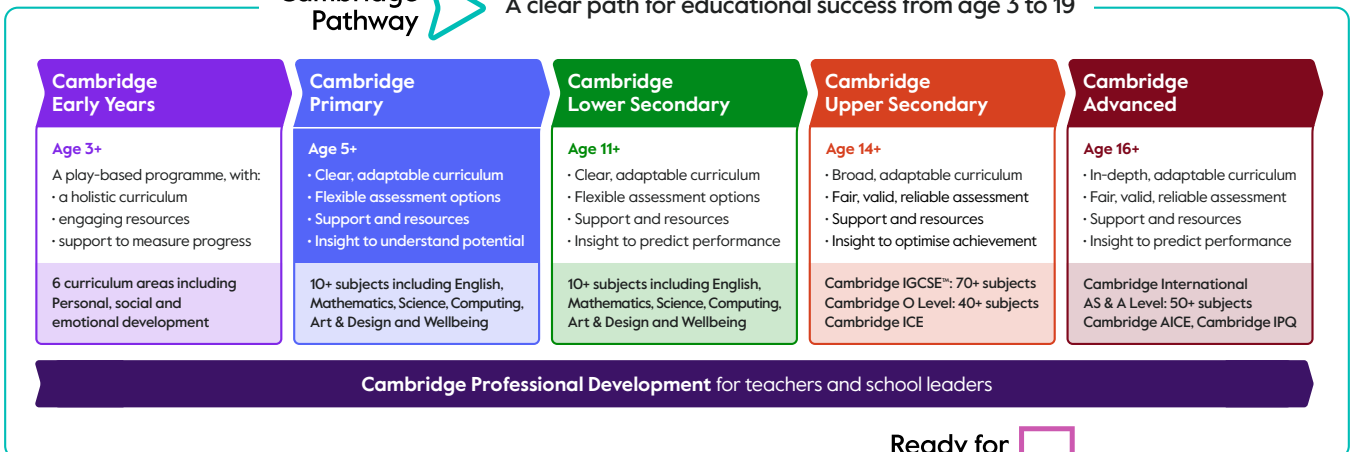 Cambridge
Pathway
A clear path for educational success from age 3 to 19
Cambridge
Early Years
Age 3+
A play-based programme, with:
· a holistic curriculum
· engaging resources
· support to measure progress
6 curriculum areas including
Personal, social and
emotional development
Cambridge
Primary
Age 5+
· Clear, adaptable curriculum
· Flexible assessment options
· Support and resources
· Insight to understand potential
10+ subjects including English,
Mathematics, Science, Computing,
Art & Design and Wellbeing
Cambridge
Lower Secondary
Age 11+
· Clear, adaptable curriculum
· Flexible assessment options
· Support and resources
· Insight to predict performance
10+ subjects including English,
Mathematics, Science, Computing,
Art & Design and Wellbeing
Cambridge
Upper Secondary
Age 14+
· Broad, adaptable curriculum
· Fair, valid, reliable assessment
· Support and resources
· Insight to optimise achievement
Cambridge IGCSE™: 70+ subjects
Cambridge O Level: 40+ subjects
Cambridge ICE
Cambridge
Advanced
Age 16+
· In-depth, adaptable curriculum
· Fair, valid, reliable assessment
· Support and resources
· Insight to predict performance
Cambridge International
AS & A Level: 50+ subjects
Cambridge AICE, Cambridge IPQ
Cambridge Professional Development for teachers and school leaders
Ready for